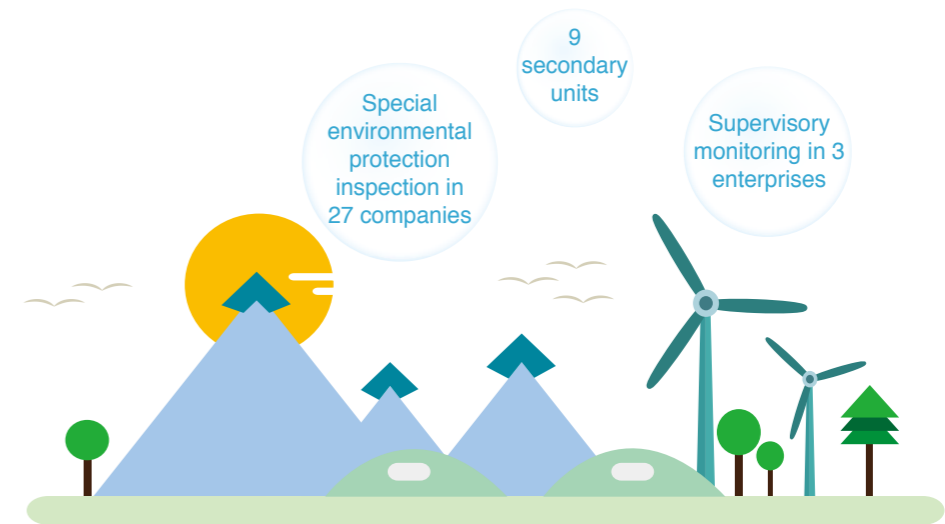 Special
environmental
protection
inspection in
27 companies
9
secondary
units
Supervisory
monitoring in 3
enterprises